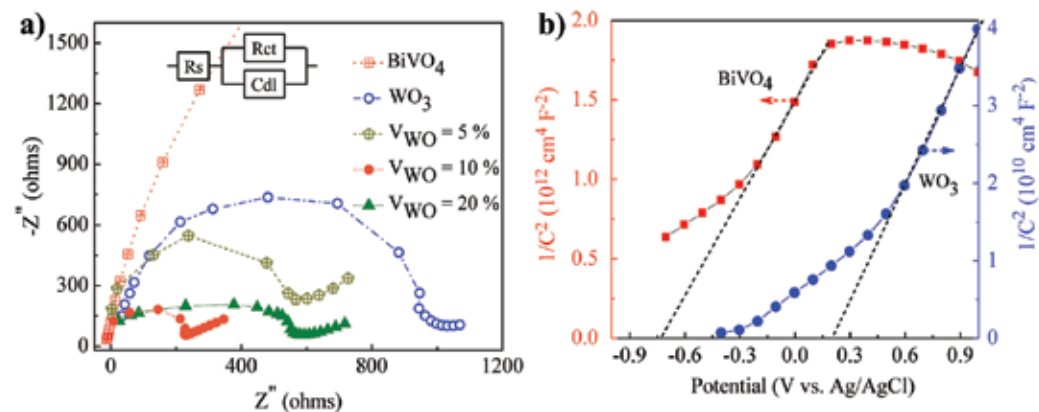 a)
1500
1200
900
600
300
0
-Z" (ohms)
0
400
800
1200
Z" (ohms)
Rs
Rct
Cdl
BiVO4
WO3
VWO = 5 %
VWO = 10 %
VWO = 20 %
b)
2.0
1.5
1.0
0.5
0.0
1/C² (10¹² cm⁴ F⁻²)
-0.9
-0.6
-0.3
0.0
0.3
0.6
0.9
Potential (V vs. Ag/AgCl)
4
3
2
1
0
1/C² (10¹⁰ cm⁴ F⁻²)
BiVO4
WO3